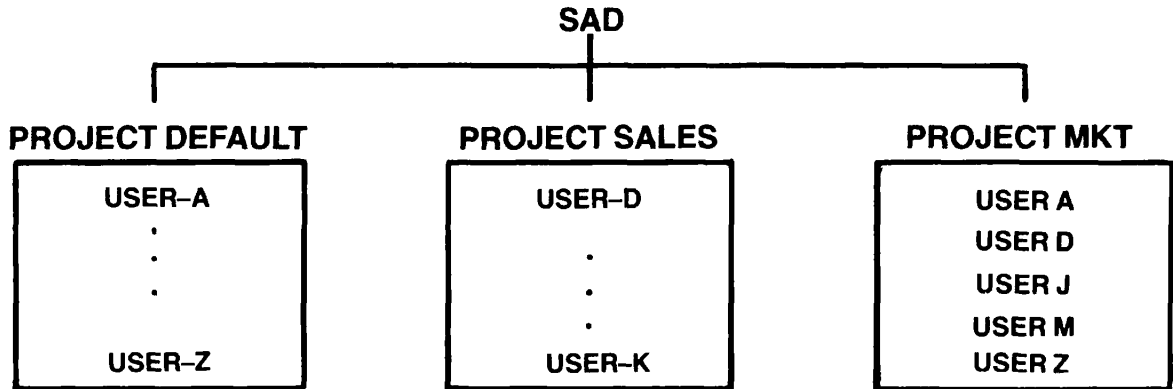 SAD
PROJECT DEFAULT
USER–A
.
.
.
USER–Z
PROJECT SALES
USER–D
.
.
.
USER–K
PROJECT MKT
USER A
USER D
USER J
USER M
USER Z